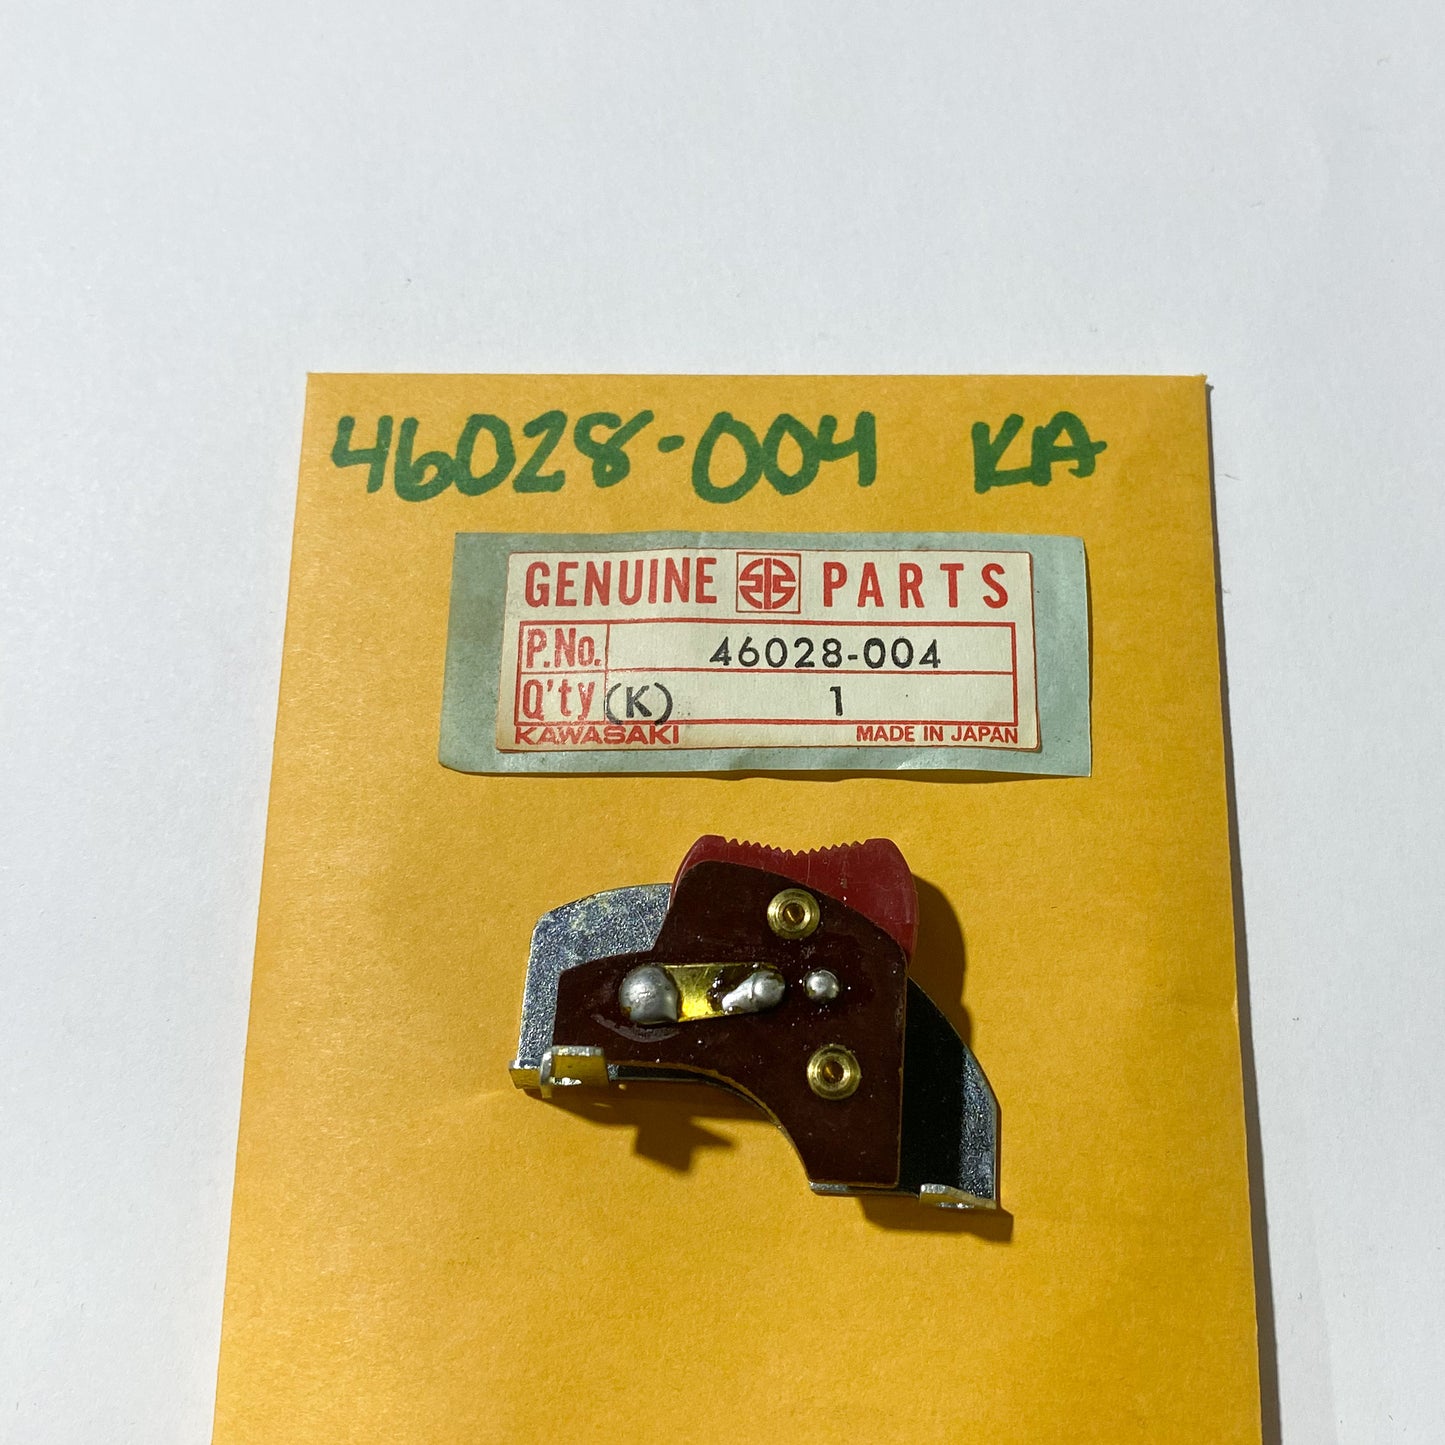 46028-004 KA
GENUINE PARTS
P.No. 46028-004
Q'ty (K) 1
KAWASAKI MADE IN JAPAN